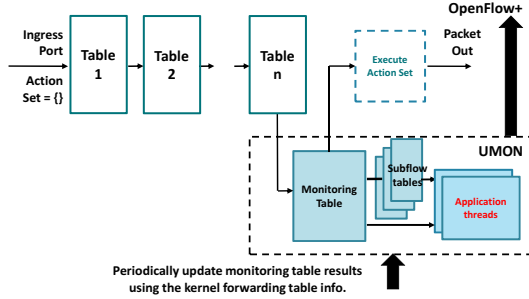 OpenFlow+
Ingress
Port
Action
Set = {}
Table
1
Table
2
Table
n
Execute
Action Set
Packet
Out
UMON
Monitoring
Table
Subflow
tables
Application
threads
Periodically update monitoring table results
using the kernel forwarding table info.